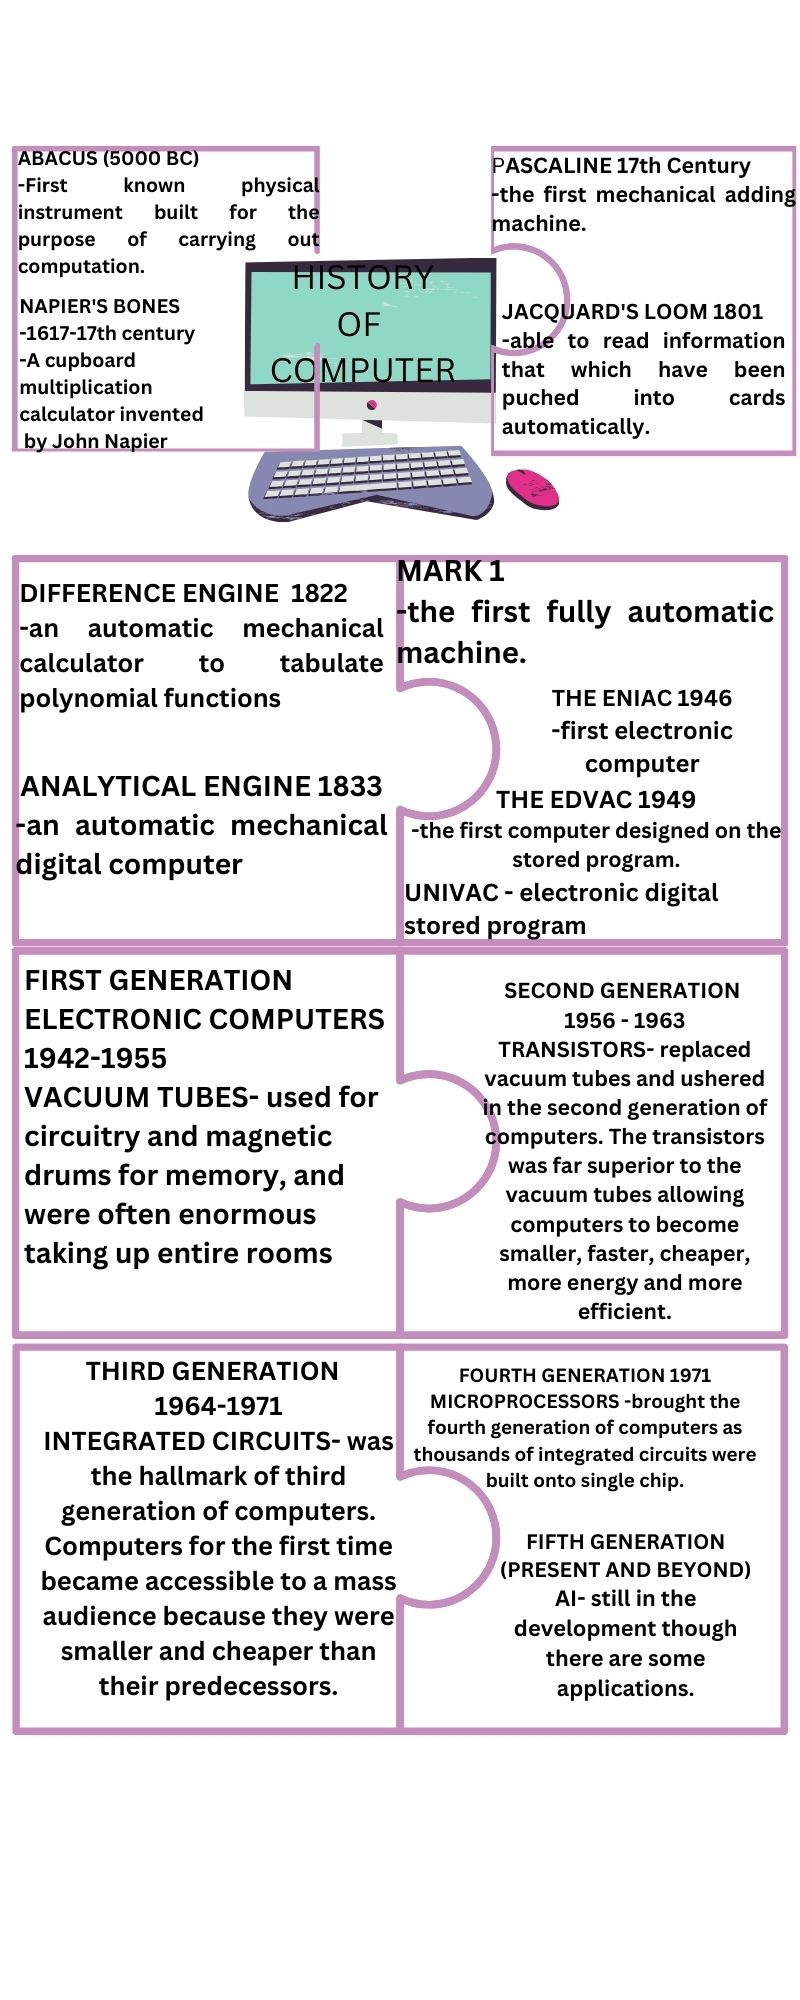 ABACUS (5000 BC)
-First known physical
instrument built for the
purpose of carrying out
computation.
NAPIER'S BONES
-1617-17th century
-A cupboard
multiplication
calculator invented
by John Napier
HISTORY
OF
COMPUTER
PASCALINE 17th Century
-the first mechanical adding
machine.
JACQUARD'S LOOM 1801
-able to read information
that which have been
puched into cards
automatically.
DIFFERENCE ENGINE 1822
-an automatic mechanical
calculator to tabulate
polynomial functions
ANALYTICAL ENGINE 1833
-an automatic mechanical
digital computer
MARK 1
-the first fully automatic
machine.
THE ENIAC 1946
-first electronic
computer
THE EDVAC 1949
-the first computer designed on the
stored program.
UNIVAC - electronic digital
stored program
FIRST GENERATION
ELECTRONIC COMPUTERS
1942-1955
VACUUM TUBES- used for
circuitry and magnetic
drums for memory, and
were often enormous
taking up entire rooms
SECOND GENERATION
1956 - 1963
TRANSISTORS- replaced
vacuum tubes and ushered
in the second generation of
computers. The transistors
was far superior to the
vacuum tubes allowing
computers to become
smaller, faster, cheaper,
more energy and more
efficient.
THIRD GENERATION
1964-1971
INTEGRATED CIRCUITS- was
the hallmark of third
generation of computers.
Computers for the first time
became accessible to a mass
audience because they were
smaller and cheaper than
their predecessors.
FOURTH GENERATION 1971
MICROPROCESSORS -brought the
fourth generation of computers as
thousands of integrated circuits were
built onto single chip.
FIFTH GENERATION
(PRESENT AND BEYOND)
AI- still in the
development though
there are some
applications.